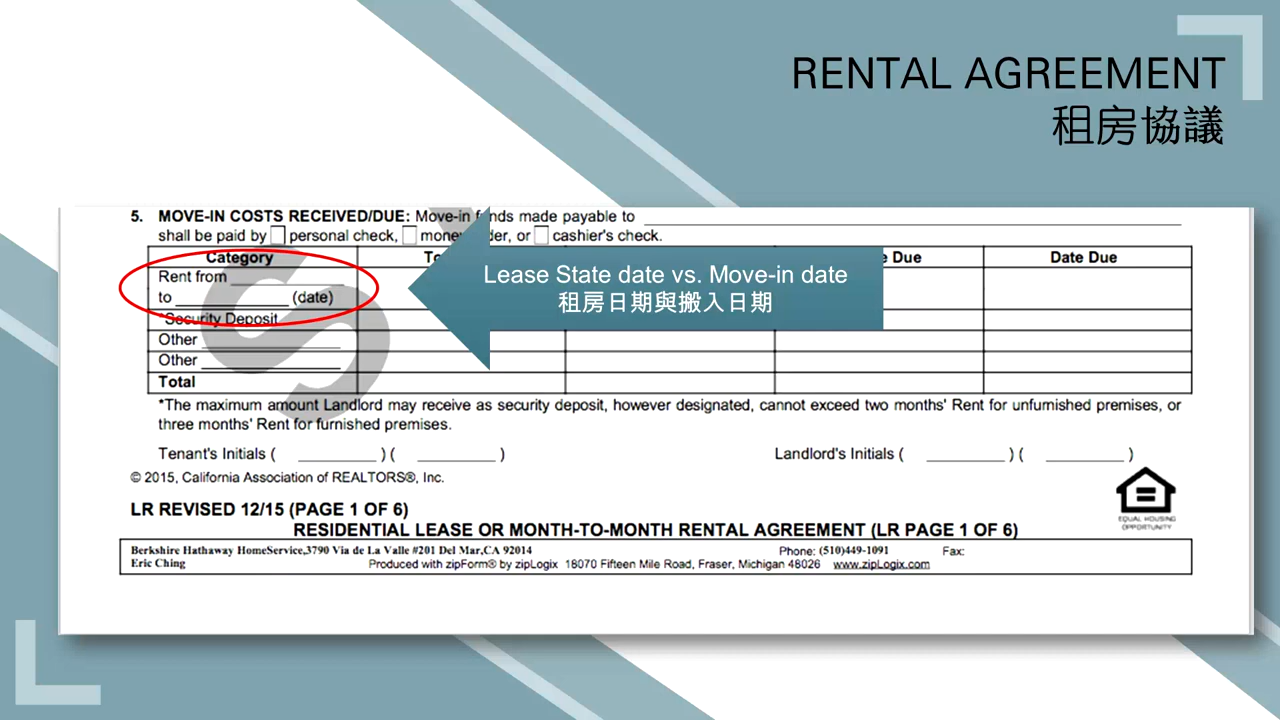 RENTAL AGREEMENT
租房協議
5. MOVE-IN COSTS RECEIVED/DUE: Move-in funds made payable to
shall be paid by personal check, money order, or cashier's check.
Category
Date Due
Rent from
to (date)
Lease State date vs. Move-in date
租房日期與搬入日期
*Security Deposit
Other
Other
Total
*The maximum amount Landlord may receive as security deposit, however designated, cannot exceed two months' Rent for unfurnished premises, or
three months' Rent for furnished premises.
Tenant's Initials ( ) ( ) Landlord's Initials ( ) ( )
© 2015, California Association of REALTORS®, Inc.
LR REVISED 12/15 (PAGE 1 OF 6)
EQUAL HOUSING
OPPORTUNITY
RESIDENTIAL LEASE OR MONTH-TO-MONTH RENTAL AGREEMENT (LR PAGE 1 OF 6)
Berkshire Hathaway HomeService,3790 Via de La Valle #201 Del Mar,CA 92014 Phone: (510)449-1091 Fax:
Eric Ching Produced with zipForm® by zipLogix 18070 Fifteen Mile Road, Fraser, Michigan 48026 www.zipLogix.com